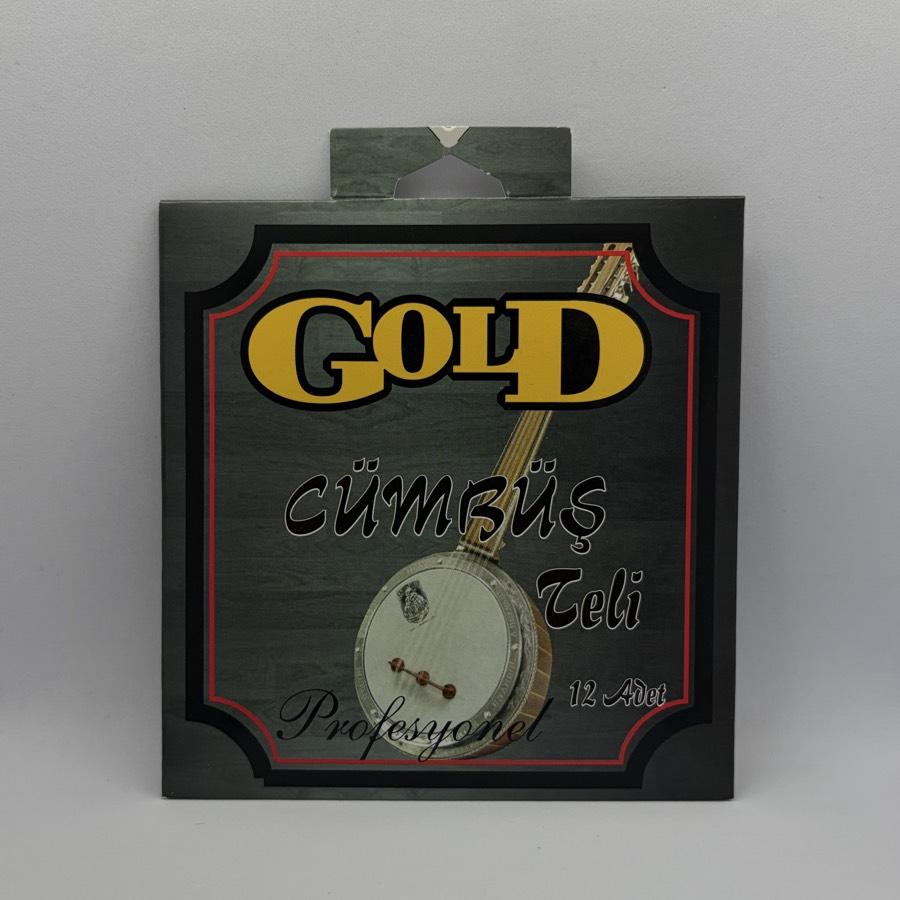 GOLD
CÜMBÜŞ
Teli
12 Adet
Profesyonel